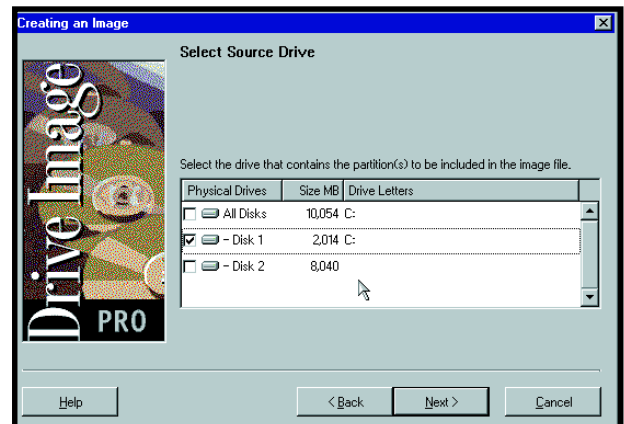 Creating an Image
Drive Image
PRO
Select Source Drive
Select the drive that contains the partition(s) to be included in the image file.
Physical Drives Size MB Drive Letters
All Disks 10,054 C:
- Disk 1 2,014 C:
- Disk 2 8,040
Help < Back Next > Cancel